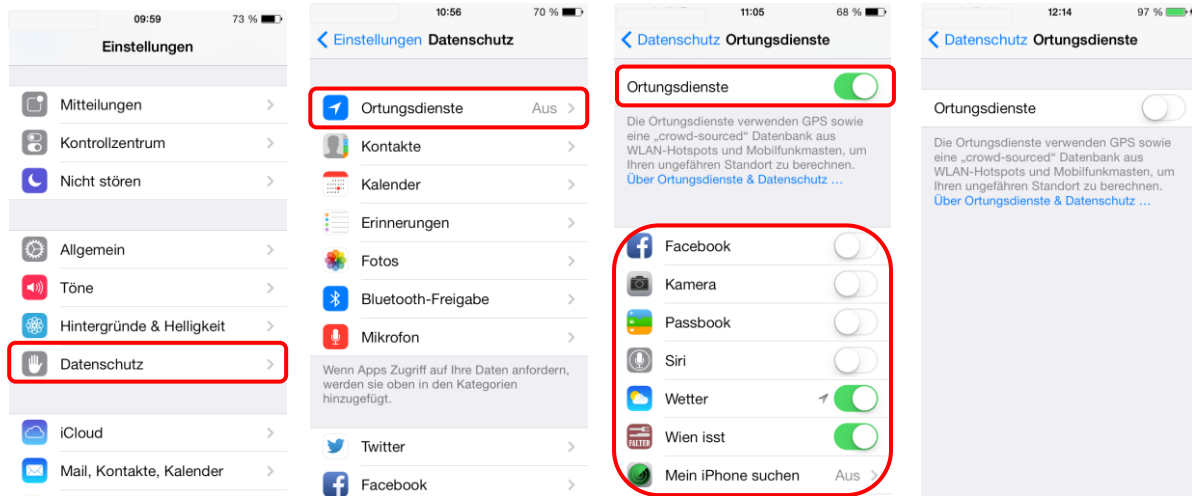 09:59
73 %
Einstellungen
Mitteilungen
Kontrollzentrum
Nicht stören
Allgemein
Töne
Hintergründe & Helligkeit
Datenschutz
iCloud
Mail, Kontakte, Kalender
10:56
70 %
Einstellungen Datenschutz
Ortungsdienste Aus
Kontakte
Kalender
Erinnerungen
Fotos
Bluetooth-Freigabe
Mikrofon
Wenn Apps Zugriff auf Ihre Daten anfordern,
werden sie oben in den Kategorien
hinzugefügt.
Twitter
Facebook
11:05
68 %
Datenschutz Ortungsdienste
Ortungsdienste
Die Ortungsdienste verwenden GPS sowie
eine „crowd-sourced“ Datenbank aus
WLAN-Hotspots und Mobilfunkmasten, um
Ihren ungefähren Standort zu berechnen.
Über Ortungsdienste & Datenschutz …
Facebook
Kamera
Passbook
Siri
Wetter
FALTER
Wien isst
Mein iPhone suchen Aus
12:14
97 %
Datenschutz Ortungsdienste
Ortungsdienste
Die Ortungsdienste verwenden GPS sowie
eine „crowd-sourced“ Datenbank aus
WLAN-Hotspots und Mobilfunkmasten, um
Ihren ungefähren Standort zu berechnen.
Über Ortungsdienste & Datenschutz …